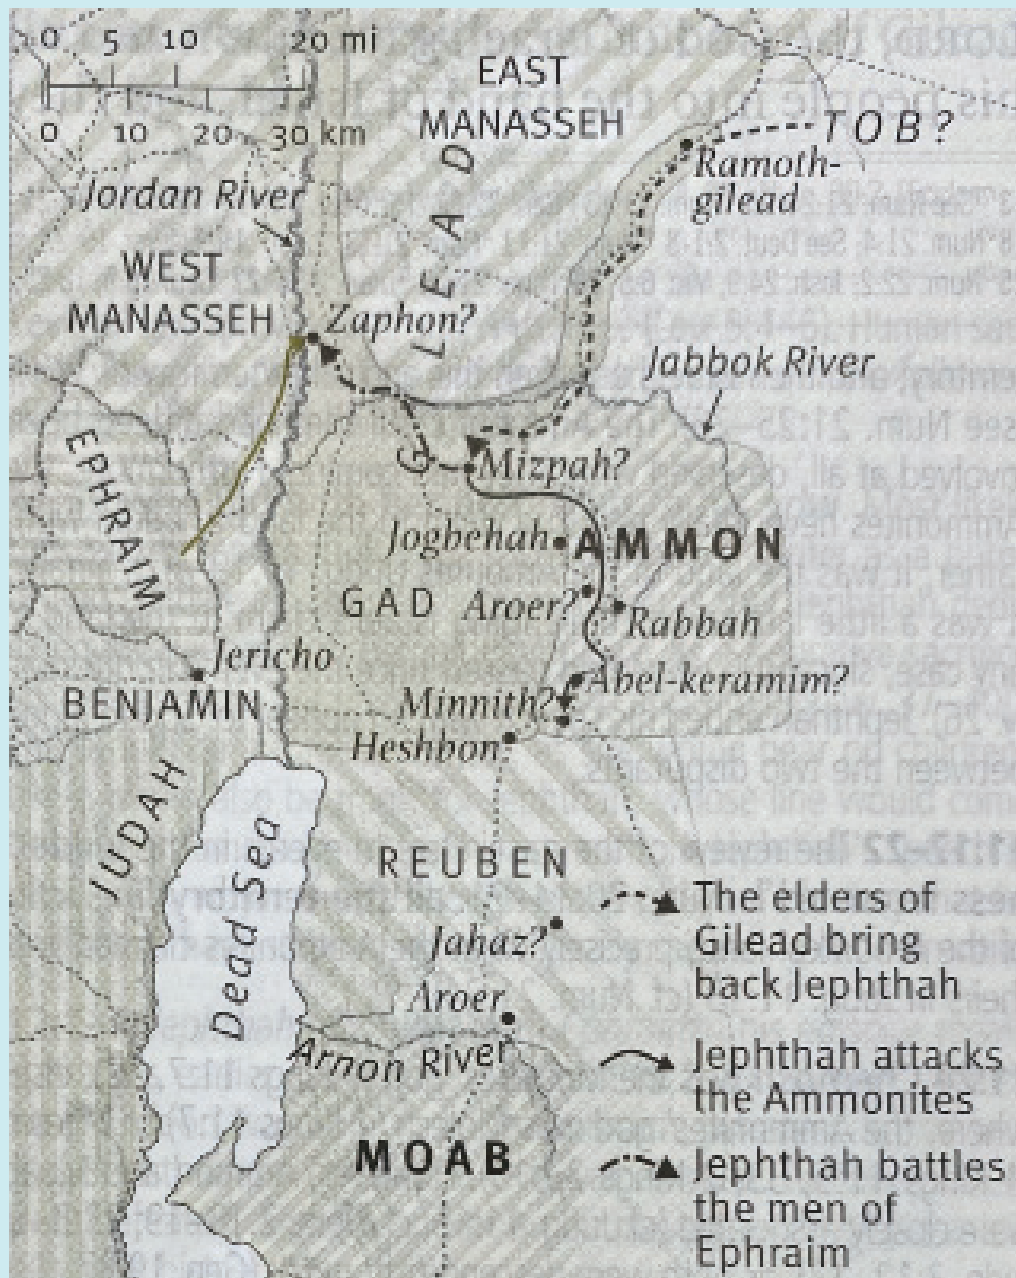 0 5 10 20 mi
0 10 20 30 km
EAST
MANASSEH
TOB?
Ramoth-
gilead
Jordan River
WEST
MANASSEH
GILEAD
Zaphon?
Jabbok River
EPHRAIM
Mizpah?
Jogbehah
AMMON
GAD
Aroer?
Rabbah
Jericho
Abel-keramim?
BENJAMIN
Minnith?
Heshbon
JUDAH
Dead Sea
REUBEN
The elders of
Gilead bring
back Jephthah
Jahaz?
Aroer
Arnon River
Jephthah attacks
the Ammonites
MOAB
Jephthah battles
the men of
Ephraim